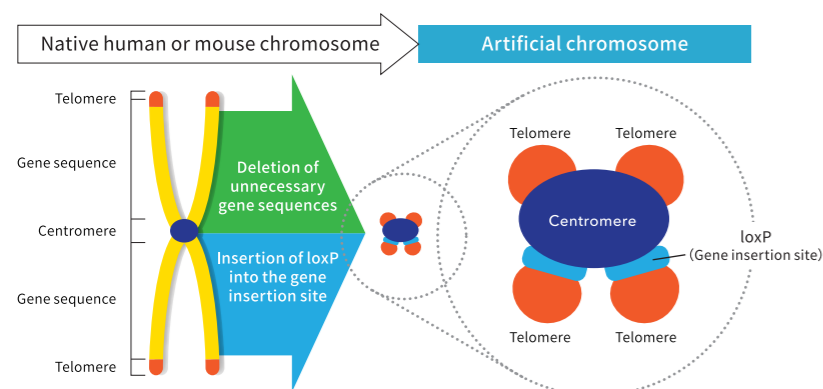 Native human or mouse chromosome
Artificial chromosome
Telomere
Gene sequence
Centromere
Gene sequence
Telomere
Deletion of
unnecessary
gene sequences
Insertion of loxP
into the gene
insertion site
Telomere
Telomere
Centromere
loxP
(Gene insertion site)
Telomere
Telomere